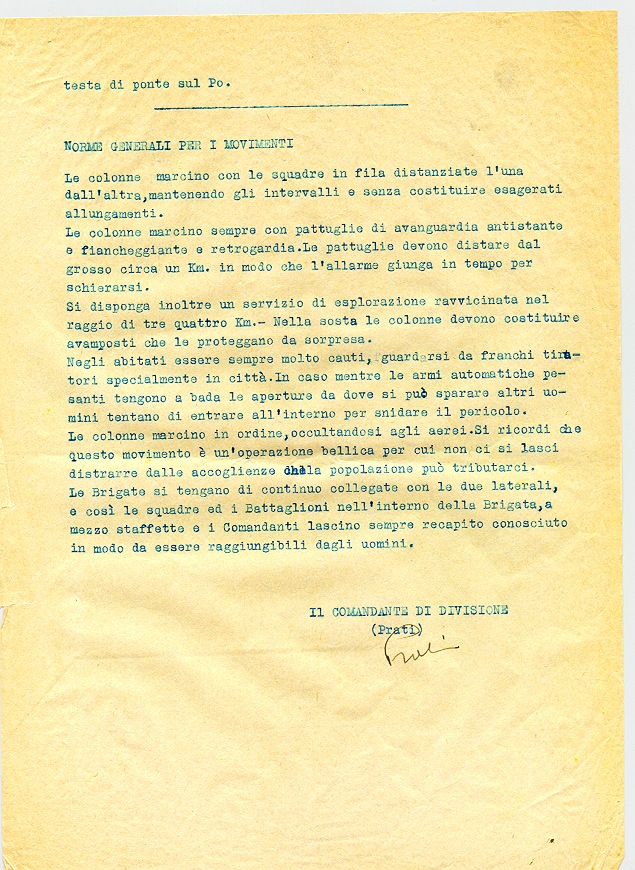 testa di ponte sul Po.
NORME GENERALI PER I MOVIMENTI
Le colonne marcino con le squadre in fila distanziate l'una
dall'altra,mantenendo gli intervalli e senza costituire esagerati
allungamenti.
Le colonne marcino sempre con pattuglie di avanguardia antistante
e fiancheggiante e retrogardia.Le pattuglie devono distare dal
grosso circa un Km. in modo che l'allarme giunga in tempo per
schierarsi.
Si disponga inoltre un servizio di esplorazione ravvicinata nel
raggio di tre quattro Km.- Nella sosta le colonne devono costituire
avamposti che le proteggano da sorpresa.
Negli abitati essere sempre molto cauti, guardarsi da franchi tira-
tori specialmente in città.In caso mentre le armi automatiche pe-
santi tengono a bada le aperture da dove si può sparare altri uo-
mini tentano di entrare all'interno per snidare il pericolo.
Le colonne marcino in ordine,occultandosi agli aerei.Si ricordi che
questo movimento è un'operazione bellica per cui non ci si lasci
distrarre dalle accoglienze chela popolazione può tributarci.
Le Brigate si tengano di continuo collegate con le due laterali,
e così le squadre ed i Battaglioni nell'interno della Brigata,a
mezzo staffette e i Comandanti lascino sempre recapito conosciuto
in modo da essere raggiungibili dagli uomini.
Il COMANDANTE DI DIVISIONE
(Prati)
Prati